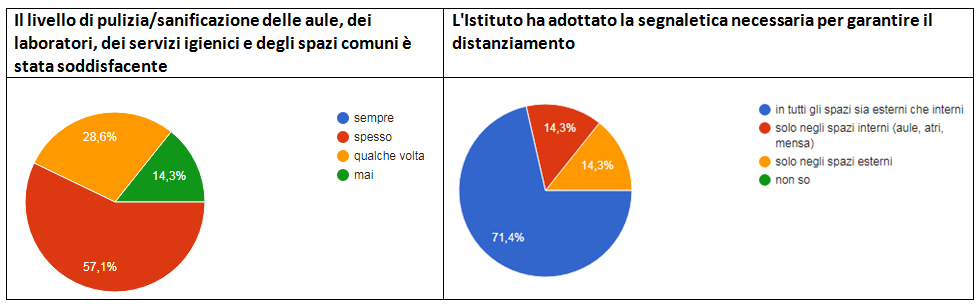 Il livello di pulizia/sanificazione delle aule, dei
laboratori, dei servizi igienici e degli spazi comuni è
stata soddisfacente
L'Istituto ha adottato la segnaletica necessaria per garantire il
distanziamento
28,6%
14,3%
57,1%
sempre
spesso
qualche volta
mai
14,3%
14,3%
71,4%
in tutti gli spazi sia esterni che interni
solo negli spazi interni (aule, atri,
mensa)
solo negli spazi esterni
non so